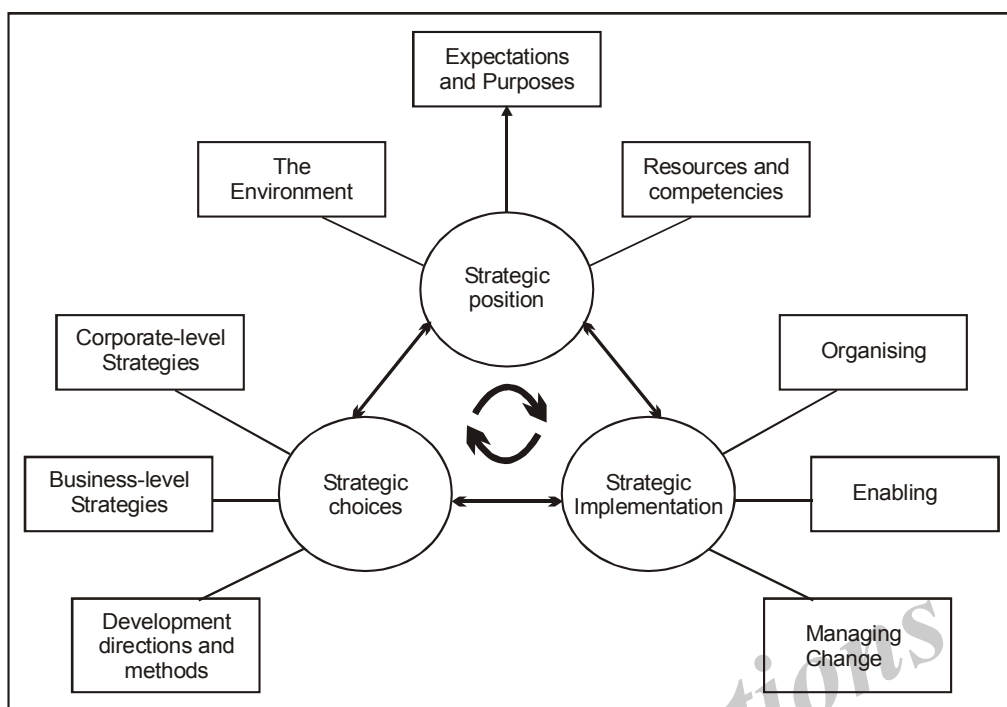 Expectations
and Purposes
The
Environment
Resources and
competencies
Strategic
position
Corporate-level
Strategies
Organising
Business-level
Strategies
Strategic
choices
Strategic
Implementation
Enabling
Development
directions and
methods
Managing
Change